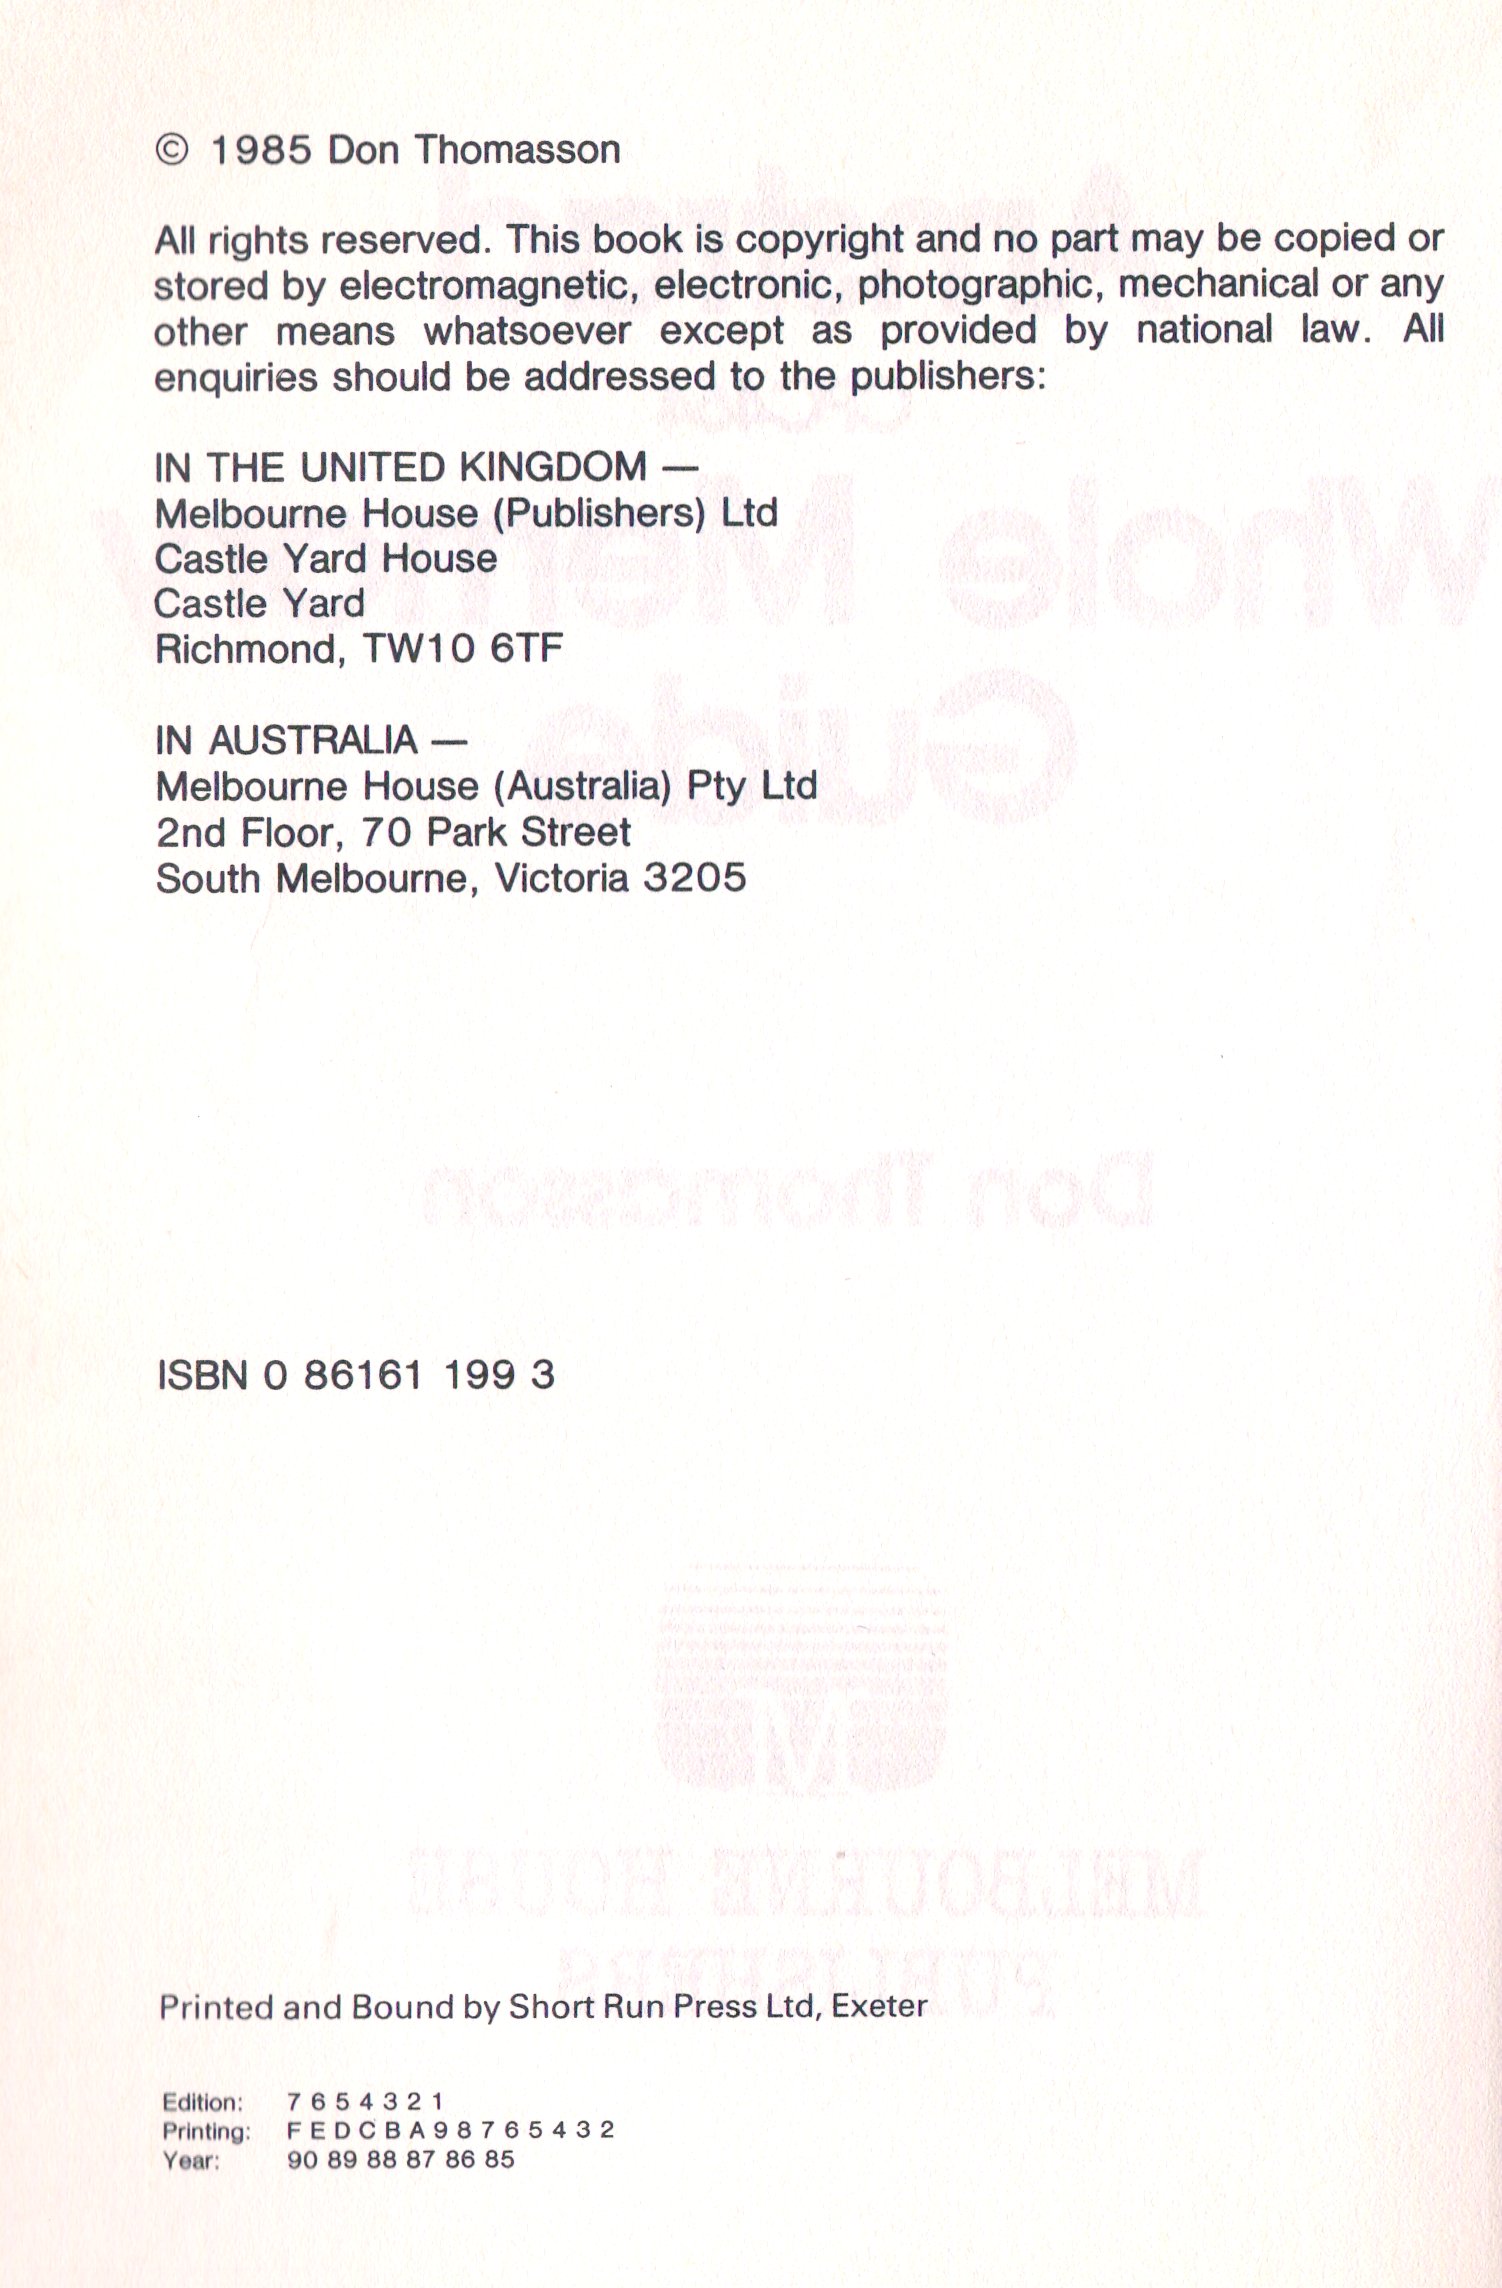 © 1985 Don Thomasson
All rights reserved. This book is copyright and no part may be copied or
stored by electromagnetic, electronic, photographic, mechanical or any
other means whatsoever except as provided by national law. All
enquiries should be addressed to the publishers:
IN THE UNITED KINGDOM —
Melbourne House (Publishers) Ltd
Castle Yard House
Castle Yard
Richmond, TW10 6TF
IN AUSTRALIA —
Melbourne House (Australia) Pty Ltd
2nd Floor, 70 Park Street
South Melbourne, Victoria 3205
Don Thomasson
ISBN 0 86161 199 3
M
MELBOURNE HOUSE
PUBLISHERS
Printed and Bound by Short Run Press Ltd, Exeter
Edition: 7 6 5 4 3 2 1
Printing: F E D C B A 9 8 7 6 5 4 3 2
Year: 90 89 88 87 86 85